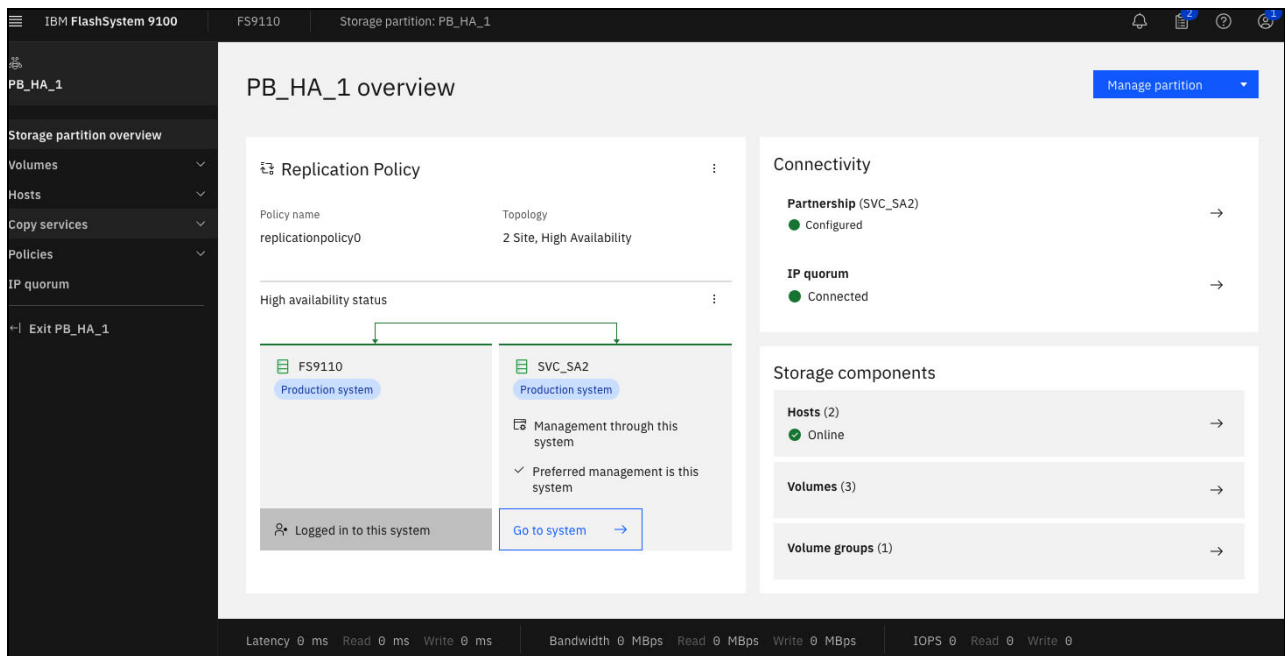 IBM FlashSystem 9100
FS9110
Storage partition: PB_HA_1
2
1
PB_HA_1
Storage partition overview
Volumes
Hosts
Copy services
Policies
IP quorum
Exit PB_HA_1
PB_HA_1 overview
Manage partition
Replication Policy
Policy name
Topology
replicationpolicy0
2 Site, High Availability
High availability status
FS9110
Production system
Logged in to this system
SVC_SA2
Production system
Management through this
system
Preferred management is this
system
Go to system
Connectivity
Partnership (SVC_SA2)
Configured
IP quorum
Connected
Storage components
Hosts (2)
Online
Volumes (3)
Volume groups (1)
Latency 0 ms Read 0 ms Write 0 ms
Bandwidth 0 MBps Read 0 MBps Write 0 MBps
IOPS 0 Read 0 Write 0